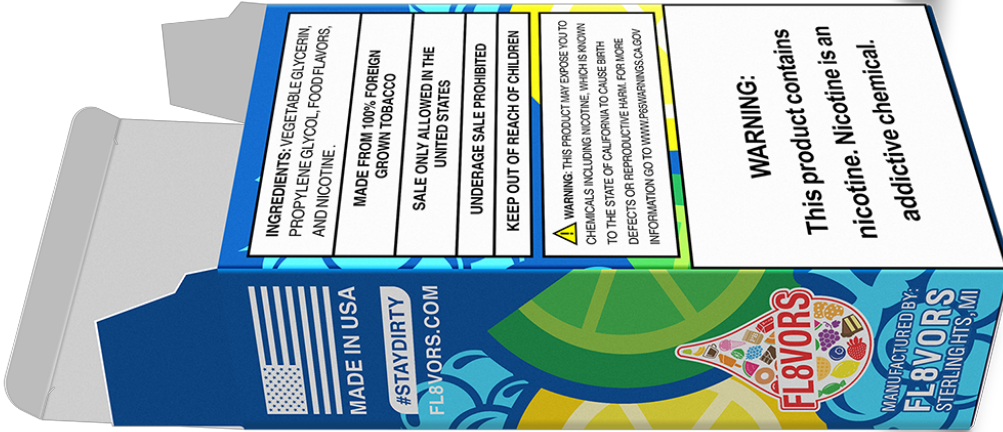 INGREDIENTS: VEGETABLE GLYCERIN,
PROPYLENE GLYCOL, FOOD FLAVORS,
AND NICOTINE.
MADE FROM 100% FOREIGN
GROWN TOBACCO
SALE ONLY ALLOWED IN THE
UNITED STATES
UNDERAGE SALE PROHIBITED
KEEP OUT OF REACH OF CHILDREN
WARNING: THIS PRODUCT MAY EXPOSE YOU TO
CHEMICALS INCLUDING NICOTINE, WHICH IS KNOWN
TO THE STATE OF CALIFORNIA TO CAUSE BIRTH
DEFECTS OR REPRODUCTIVE HARM. FOR MORE
INFORMATION GO TO WWW.P65WARNINGS.CA.GOV
WARNING:
This product contains
nicotine. Nicotine is an
addictive chemical.
MADE IN USA
#STAYDIRTY
FL8VORS.COM
FL8VORS
MANUFACTURED BY:
FL8VORS
STERLING HTS, MI